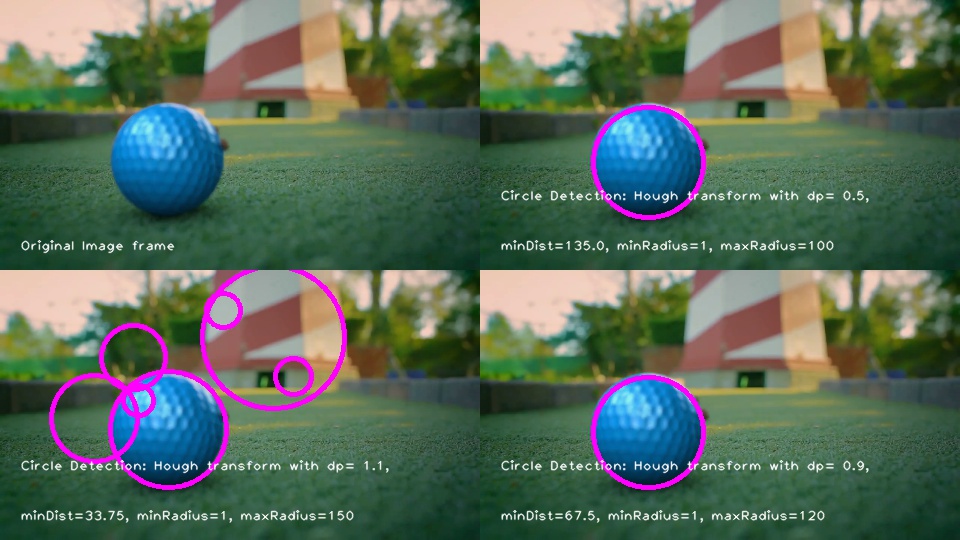 Original Image frame
Circle Detection: Hough transform with dp= 0.5,
minDist=135.0, minRadius=1, maxRadius=100
Circle Detection: Hough transform with dp= 1.1,
minDist=33.75, minRadius=1, maxRadius=150
Circle Detection: Hough transform with dp= 0.9,
minDist=67.5, minRadius=1, maxRadius=120